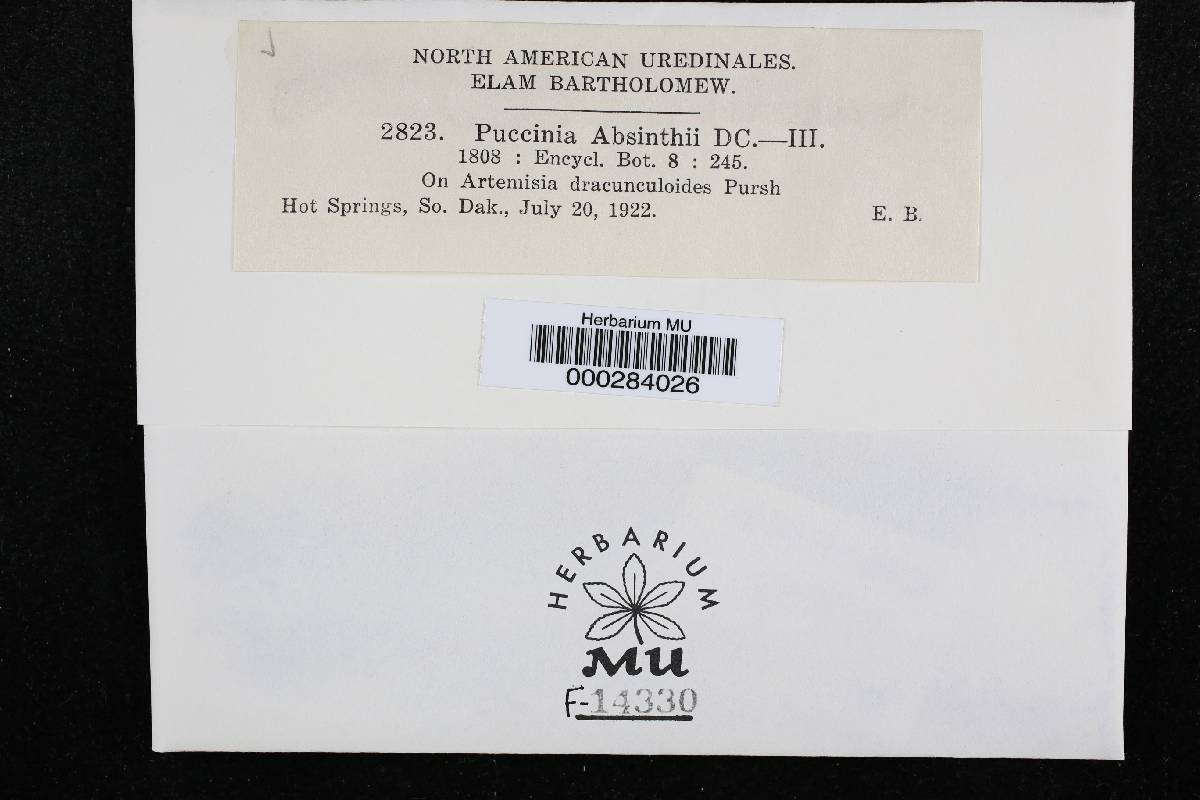 NORTH AMERICAN UREDINALES.
ELAM BARTHOLOMEW.
2823. Puccinia Absinthii DC.—III.
1808 : Encycl. Bot. 8 : 245.
On Artemisia dracunculoides Pursh
Hot Springs, So. Dak., July 20, 1922. E. B.
Herbarium MU
000284026
HERBARIUM
MU
F-14330